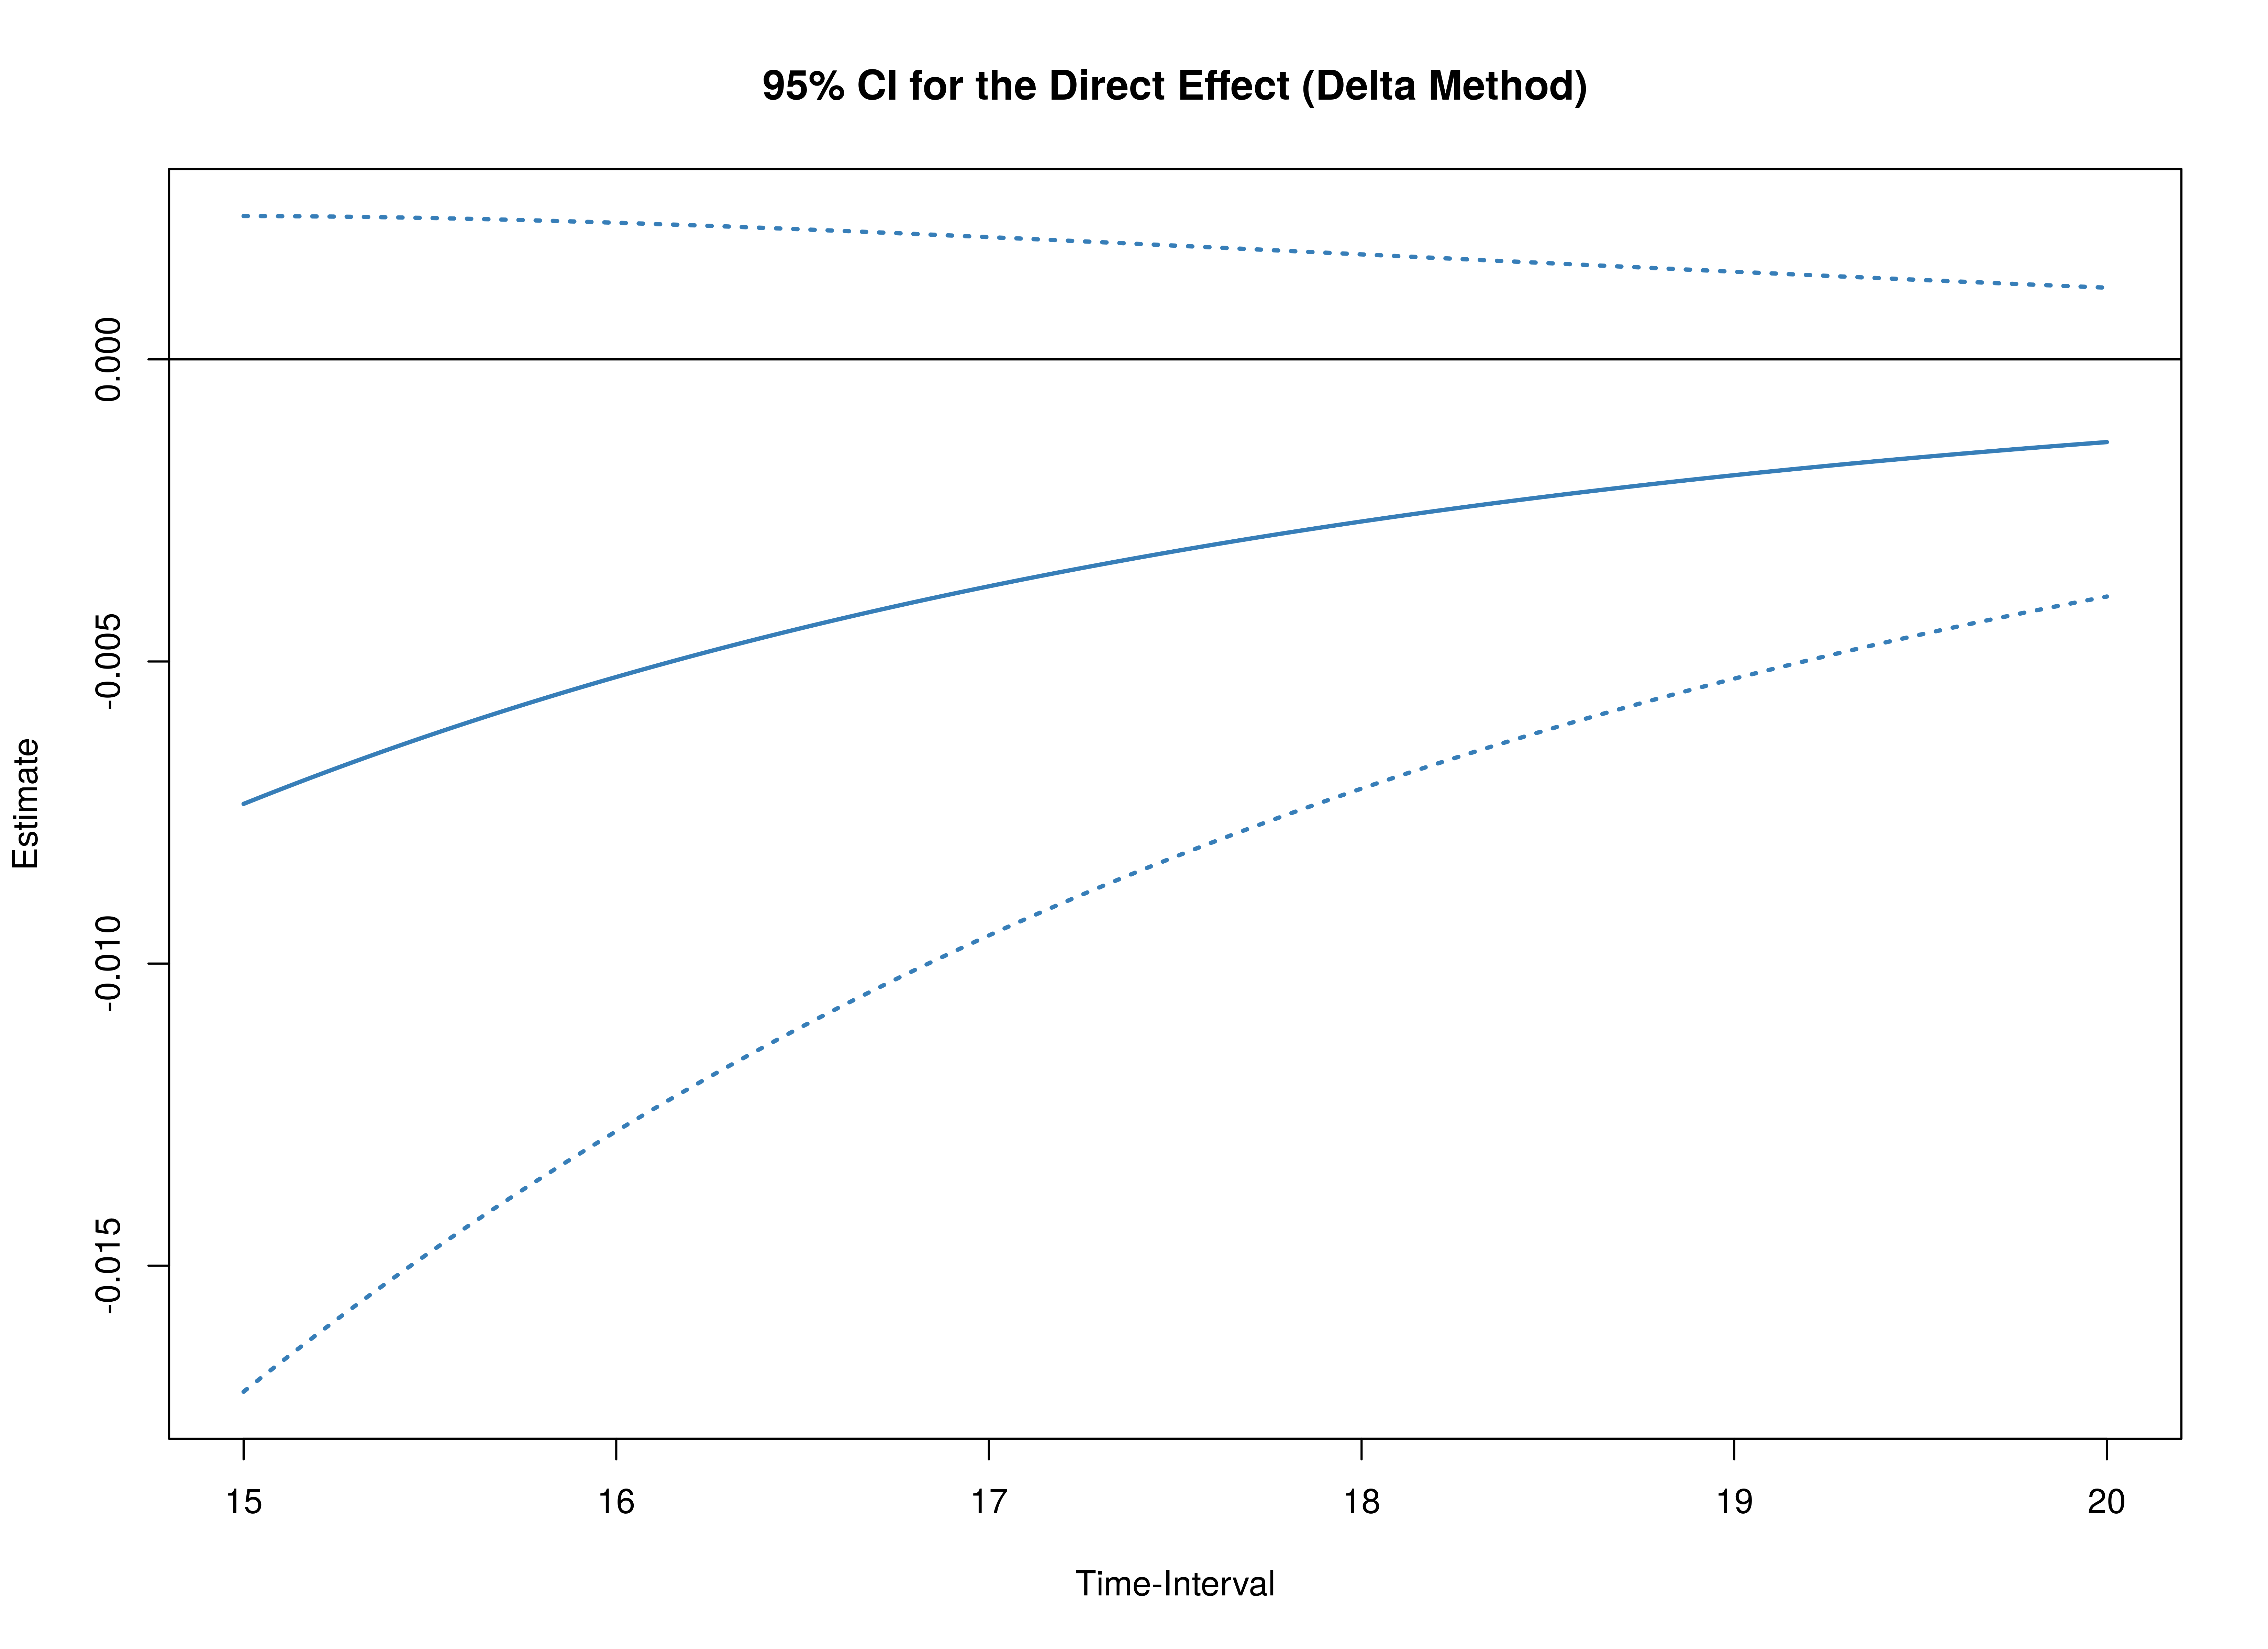 95% CI for the Direct Effect (Delta Method)
0.000
-0.005
-0.010
-0.015
Estimate
15 16 17 18 19 20
Time-Interval